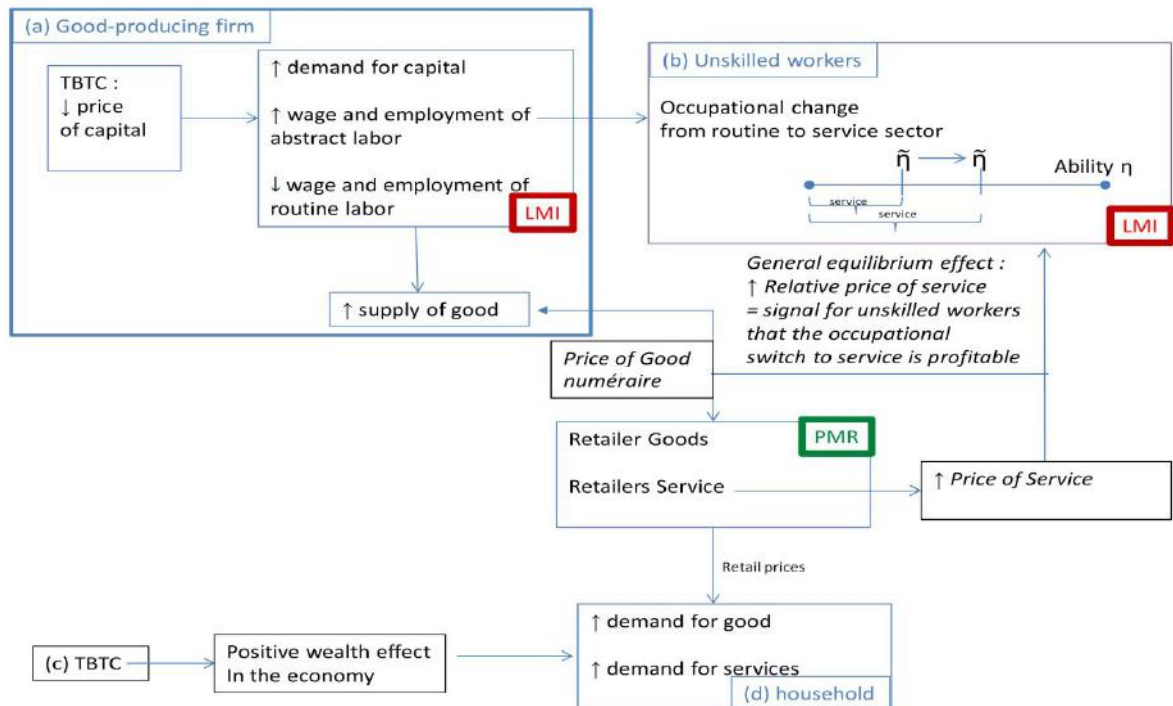 (a) Good-producing firm
TBTC :
↓ price
of capital
↑ demand for capital
↑ wage and employment of
abstract labor
↓ wage and employment of
routine labor
LMI
↑ supply of good
(b) Unskilled workers
Occupational change
from routine to service sector
η̃ η̃
Ability η
service
service
LMI
General equilibrium effect :
↑ Relative price of service
= signal for unskilled workers
that the occupational
switch to service is profitable
Price of Good
numéraire
Retailer Goods
PMR
Retailers Service
↑ Price of Service
Retail prices
(c) TBTC
Positive wealth effect
In the economy
↑ demand for good
↑ demand for services
(d) household